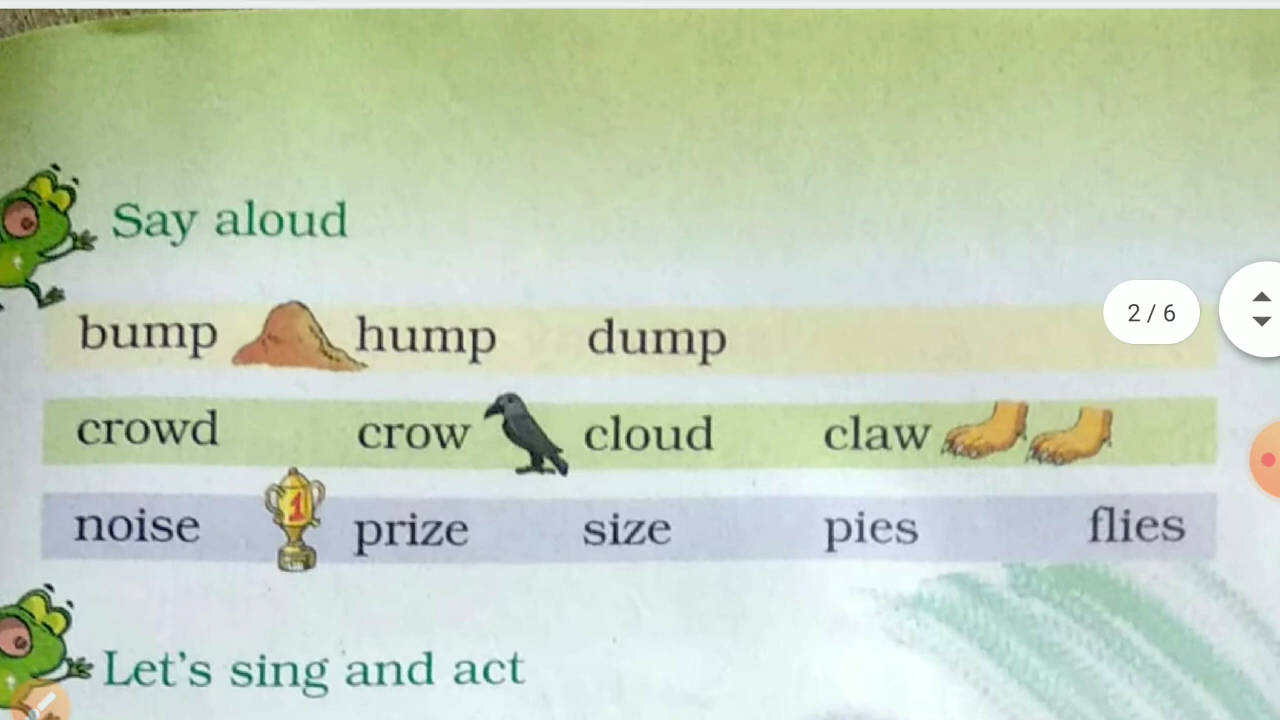 Say aloud
bump hump dump
2 / 6
crowd crow cloud claw
1
noise prize size pies flies
Let's sing and act